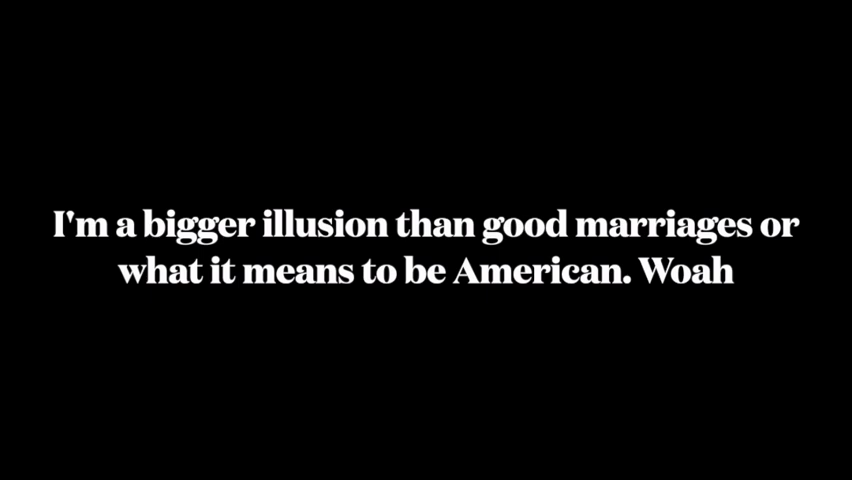 I'm a bigger illusion than good marriages or
what it means to be American. Woah